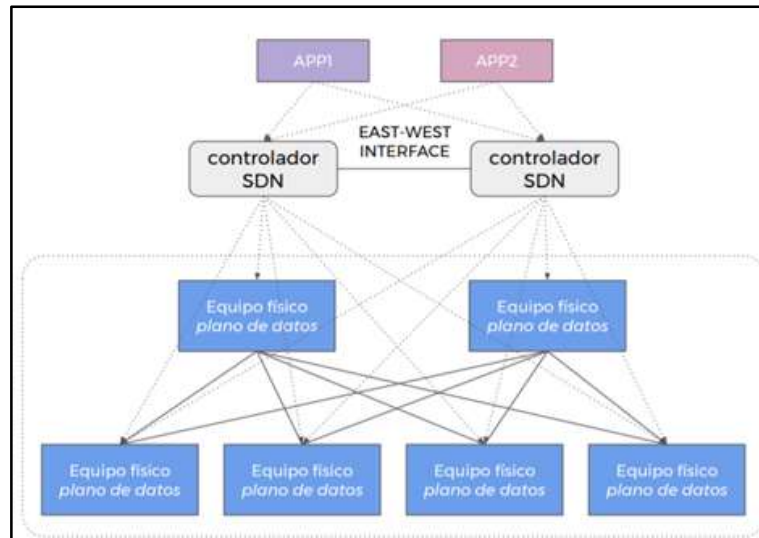 APP1
APP2
EAST-WEST
INTERFACE
controlador
SDN
controlador
SDN
Equipo físico
plano de datos
Equipo físico
plano de datos
Equipo físico
plano de datos
Equipo físico
plano de datos
Equipo físico
plano de datos
Equipo físico
plano de datos